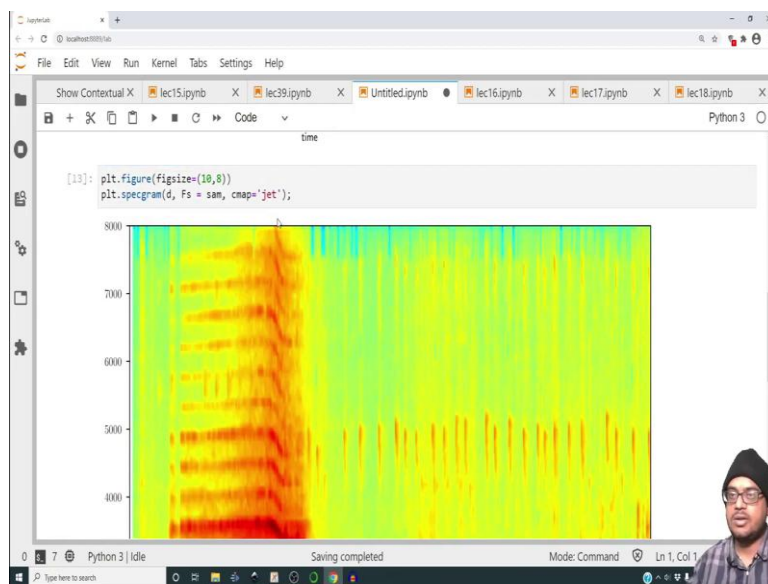 JupyterLab
localhost:8889/lab
File Edit View Run Kernel Tabs Settings Help
Show Contextual lec15.ipynb lec39.ipynb Untitled.ipynb lec16.ipynb lec17.ipynb lec18.ipynb
Code Python 3
time
[13]: plt.figure(figsize=(10,8))
plt.specgram(d, Fs = sam, cmap='jet');
8000
7000
6000
5000
4000
0 7 Python 3 | Idle Saving completed Mode: Command Ln 1, Col 1
Type here to search